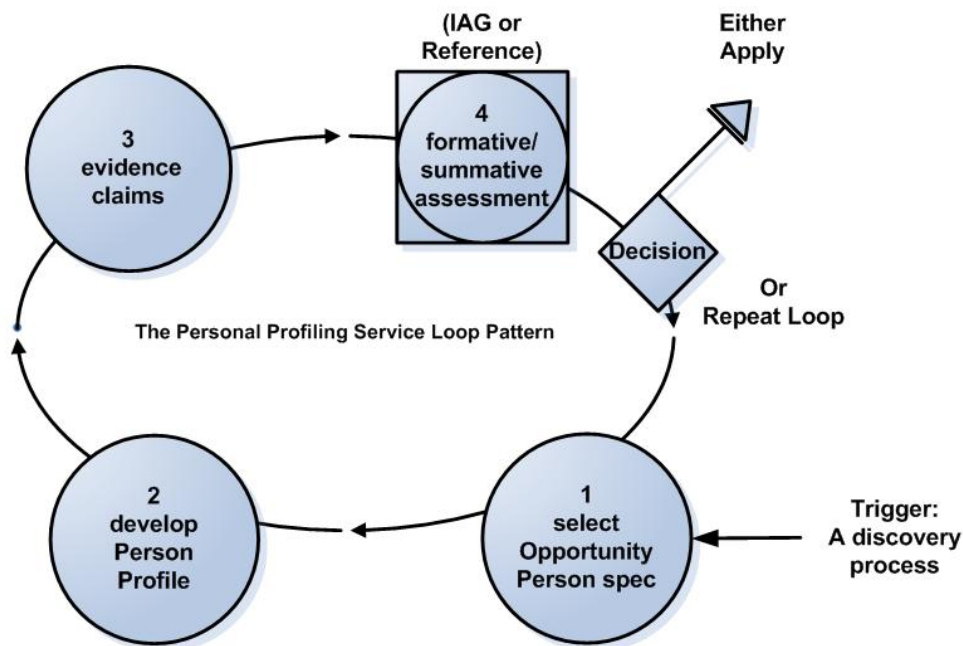 (IAG or
Reference)
Either
Apply
3
evidence
claims
4
formative/
summative
assessment
Decision
Or
Repeat Loop
The Personal Profiling Service Loop Pattern
2
develop
Person
Profile
1
select
Opportunity
Person spec
Trigger:
A discovery
process